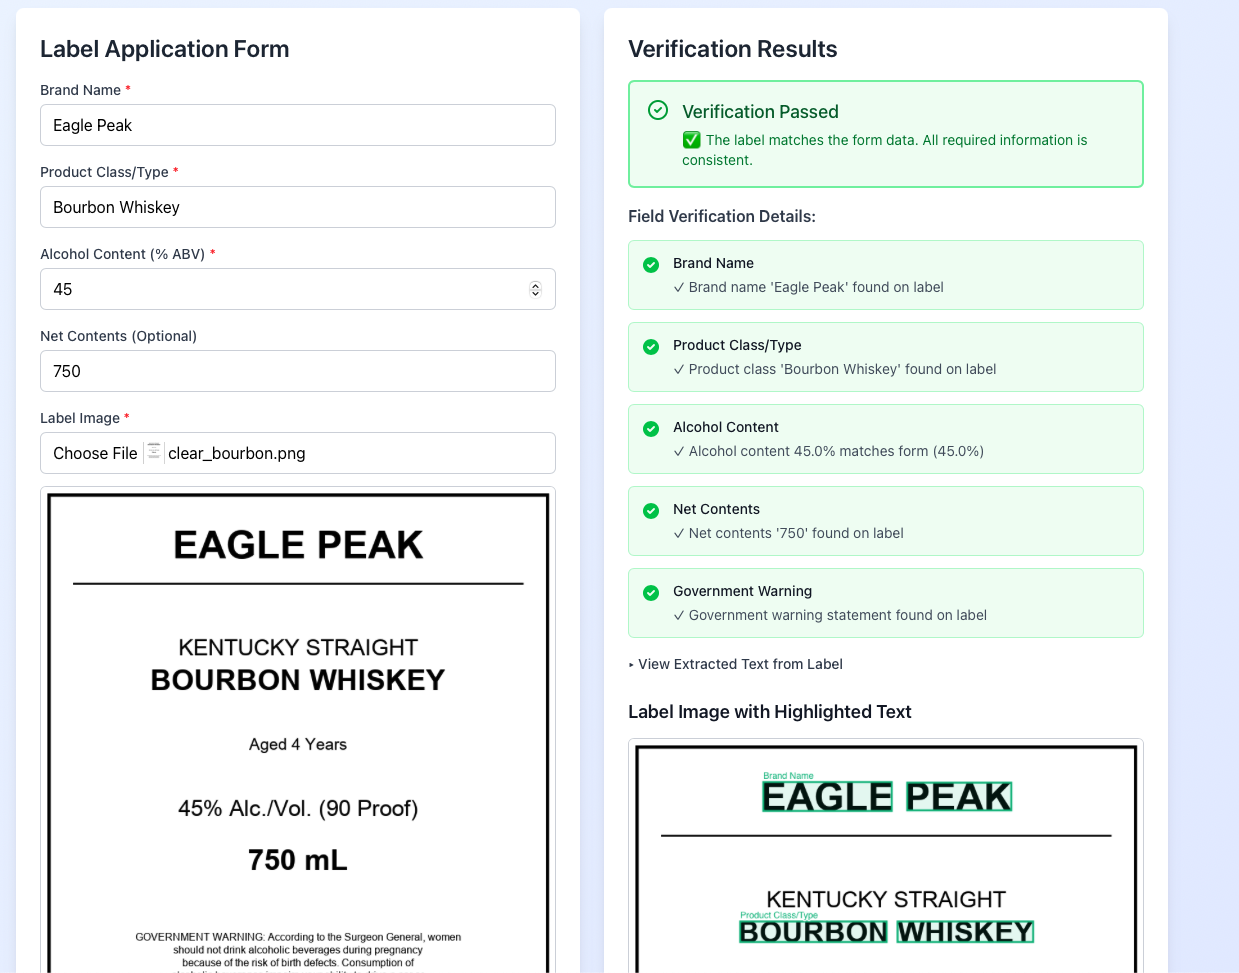 Label Application Form
Brand Name *
Eagle Peak
Product Class/Type *
Bourbon Whiskey
Alcohol Content (% ABV) *
45
Net Contents (Optional)
750
Label Image *
Choose File clear_bourbon.png
EAGLE PEAK
KENTUCKY STRAIGHT
BOURBON WHISKEY
Aged 4 Years
45% Alc./Vol. (90 Proof)
750 mL
GOVERNMENT WARNING: According to the Surgeon General, women
should not drink alcoholic beverages during pregnancy
because of the risk of birth defects. Consumption of
Verification Results
Verification Passed
✅ The label matches the form data. All required information is
consistent.
Field Verification Details:
Brand Name
✓ Brand name 'Eagle Peak' found on label
Product Class/Type
✓ Product class 'Bourbon Whiskey' found on label
Alcohol Content
✓ Alcohol content 45.0% matches form (45.0%)
Net Contents
✓ Net contents '750' found on label
Government Warning
✓ Government warning statement found on label
▸ View Extracted Text from Label
Label Image with Highlighted Text
Brand Name
EAGLE PEAK
KENTUCKY STRAIGHT
Product Class/Type
BOURBON WHISKEY